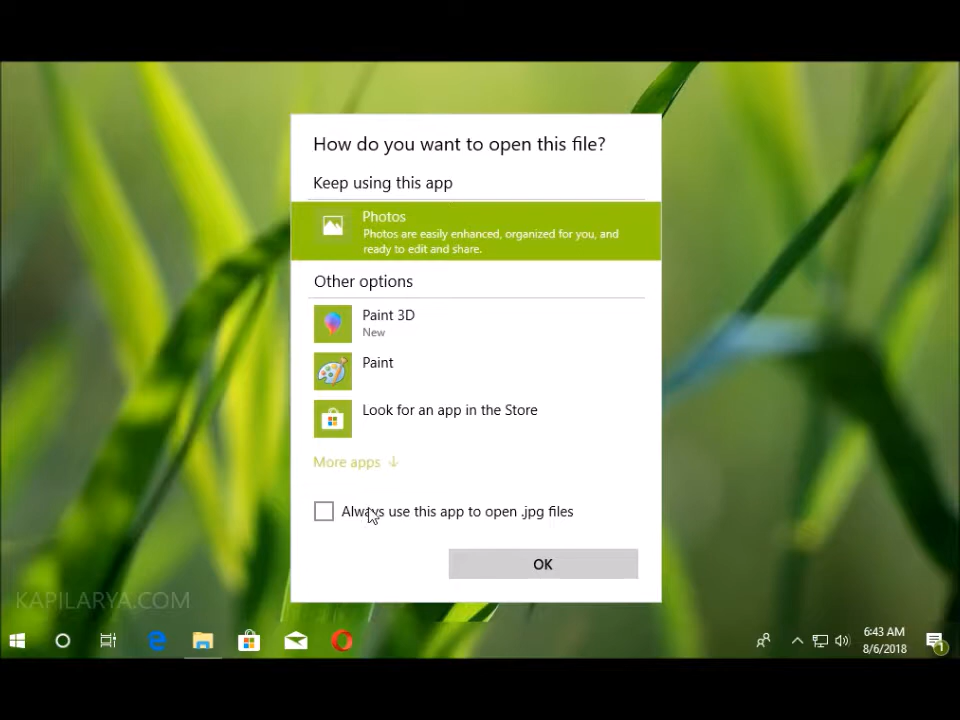 How do you want to open this file?
Keep using this app
Photos
Photos are easily enhanced, organized for you, and
ready to edit and share.
Other options
Paint 3D
New
Paint
Look for an app in the Store
More apps ↓
Always use this app to open .jpg files
OK
KAPILARYA.COM
6:43 AM
8/6/2018
1